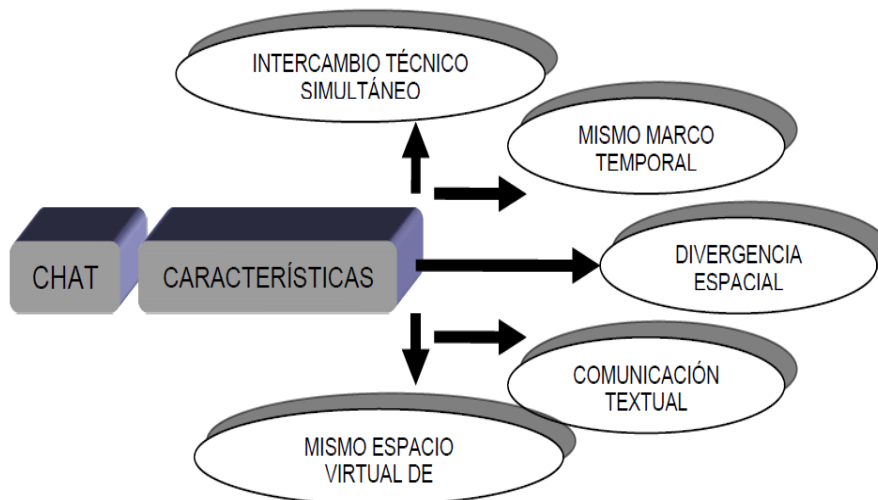 INTERCAMBIO TÉCNICO
SIMULTÁNEO
MISMO MARCO
TEMPORAL
CHAT
CARACTERÍSTICAS
DIVERGENCIA
ESPACIAL
COMUNICACIÓN
TEXTUAL
MISMO ESPACIO
VIRTUAL DE